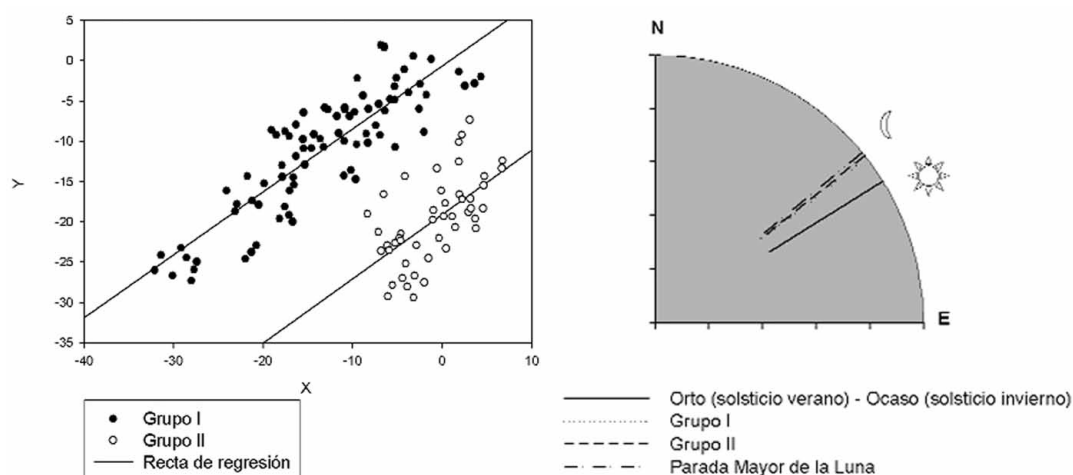 5
0
-5
-10
-15
-20
-25
-30
-35
Y
-40 -30 -20 -10 0 10
X
Grupo I
Grupo II
Recta de regresión
N
E
Orto (solsticio verano) - Ocaso (solsticio invierno)
Grupo I
Grupo II
Parada Mayor de la Luna